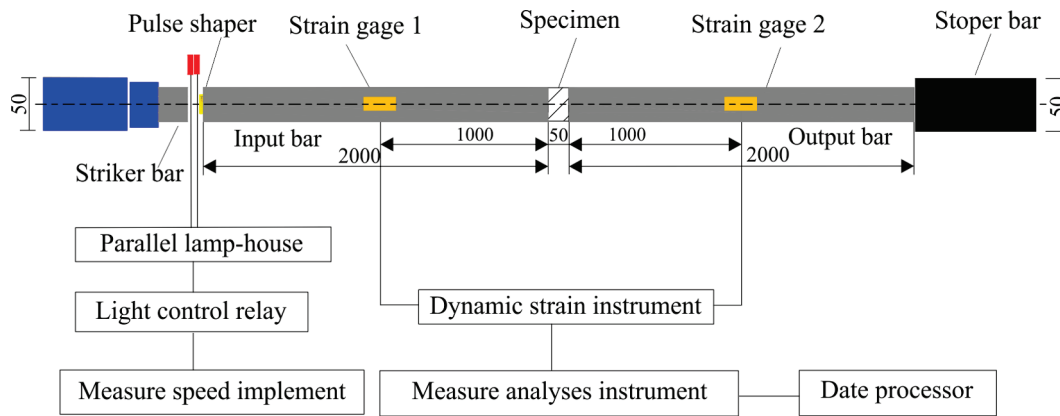 Pulse shaper
Strain gage 1
Specimen
Strain gage 2
Stoper bar
50
50
Input bar
1000
50
1000
Output bar
Striker bar
2000
2000
Parallel lamp-house
Light control relay
Dynamic strain instrument
Measure speed implement
Measure analyses instrument
Date processor